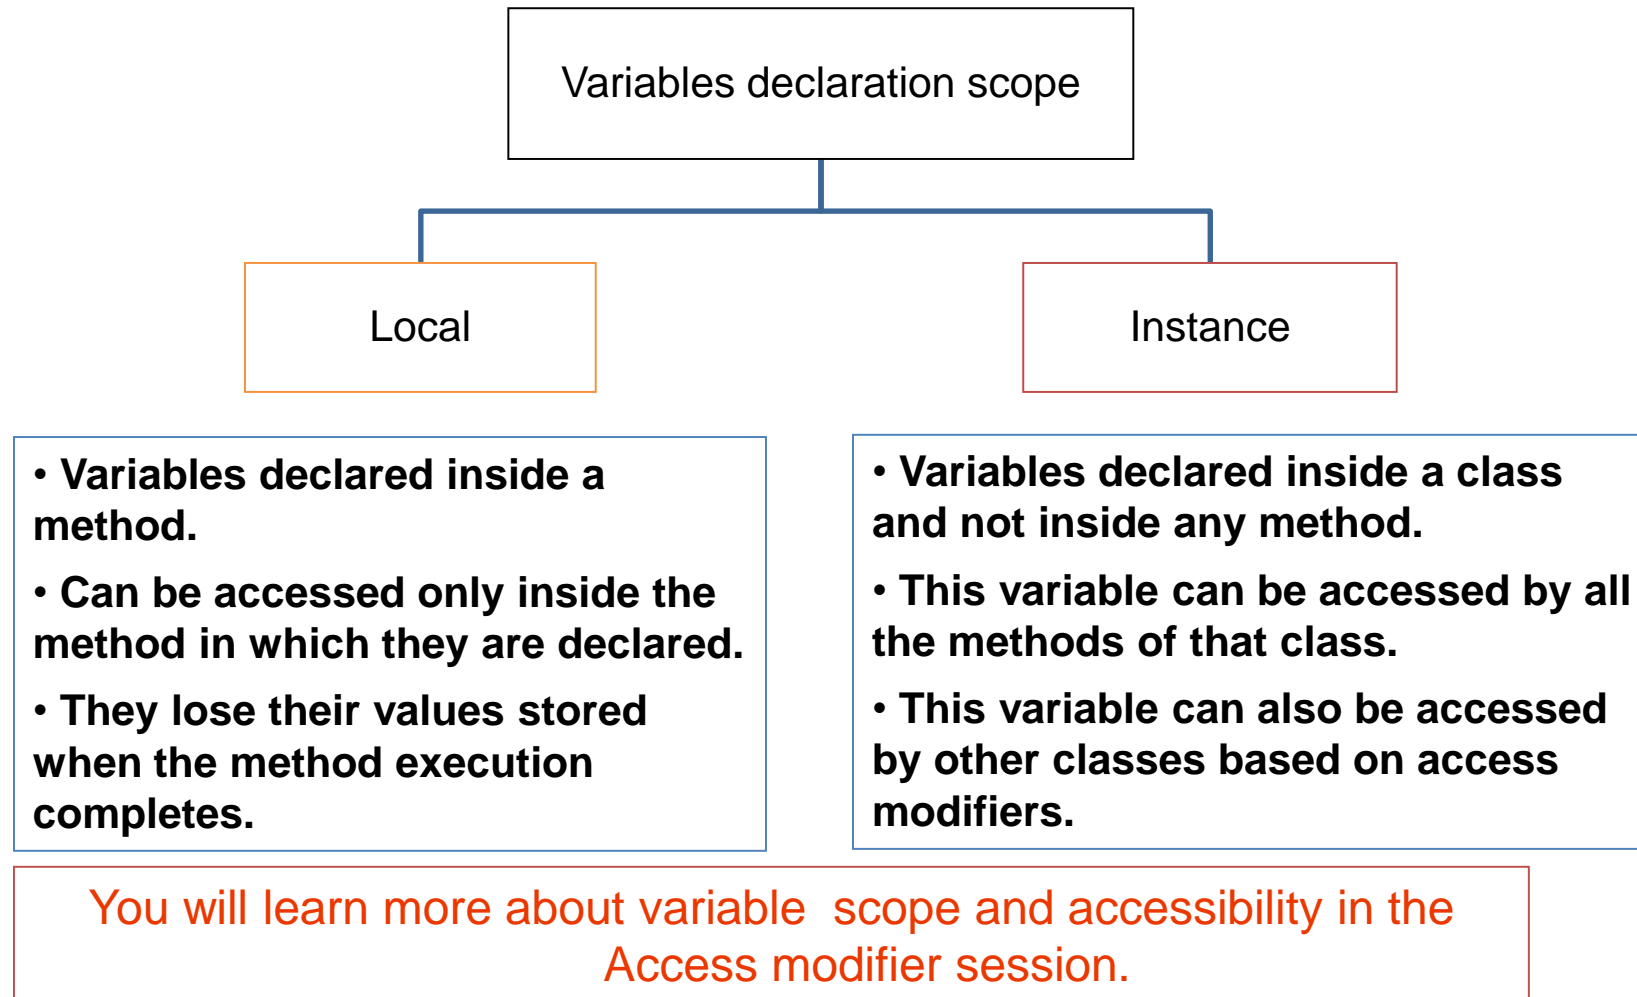 Variables declaration scope
Local
Instance
• Variables declared inside a
method.
• Can be accessed only inside the
method in which they are declared.
• They lose their values stored
when the method execution
completes.
• Variables declared inside a class
and not inside any method.
• This variable can be accessed by all
the methods of that class.
• This variable can also be accessed
by other classes based on access
modifiers.
You will learn more about variable  scope and accessibility in the
Access modifier session.